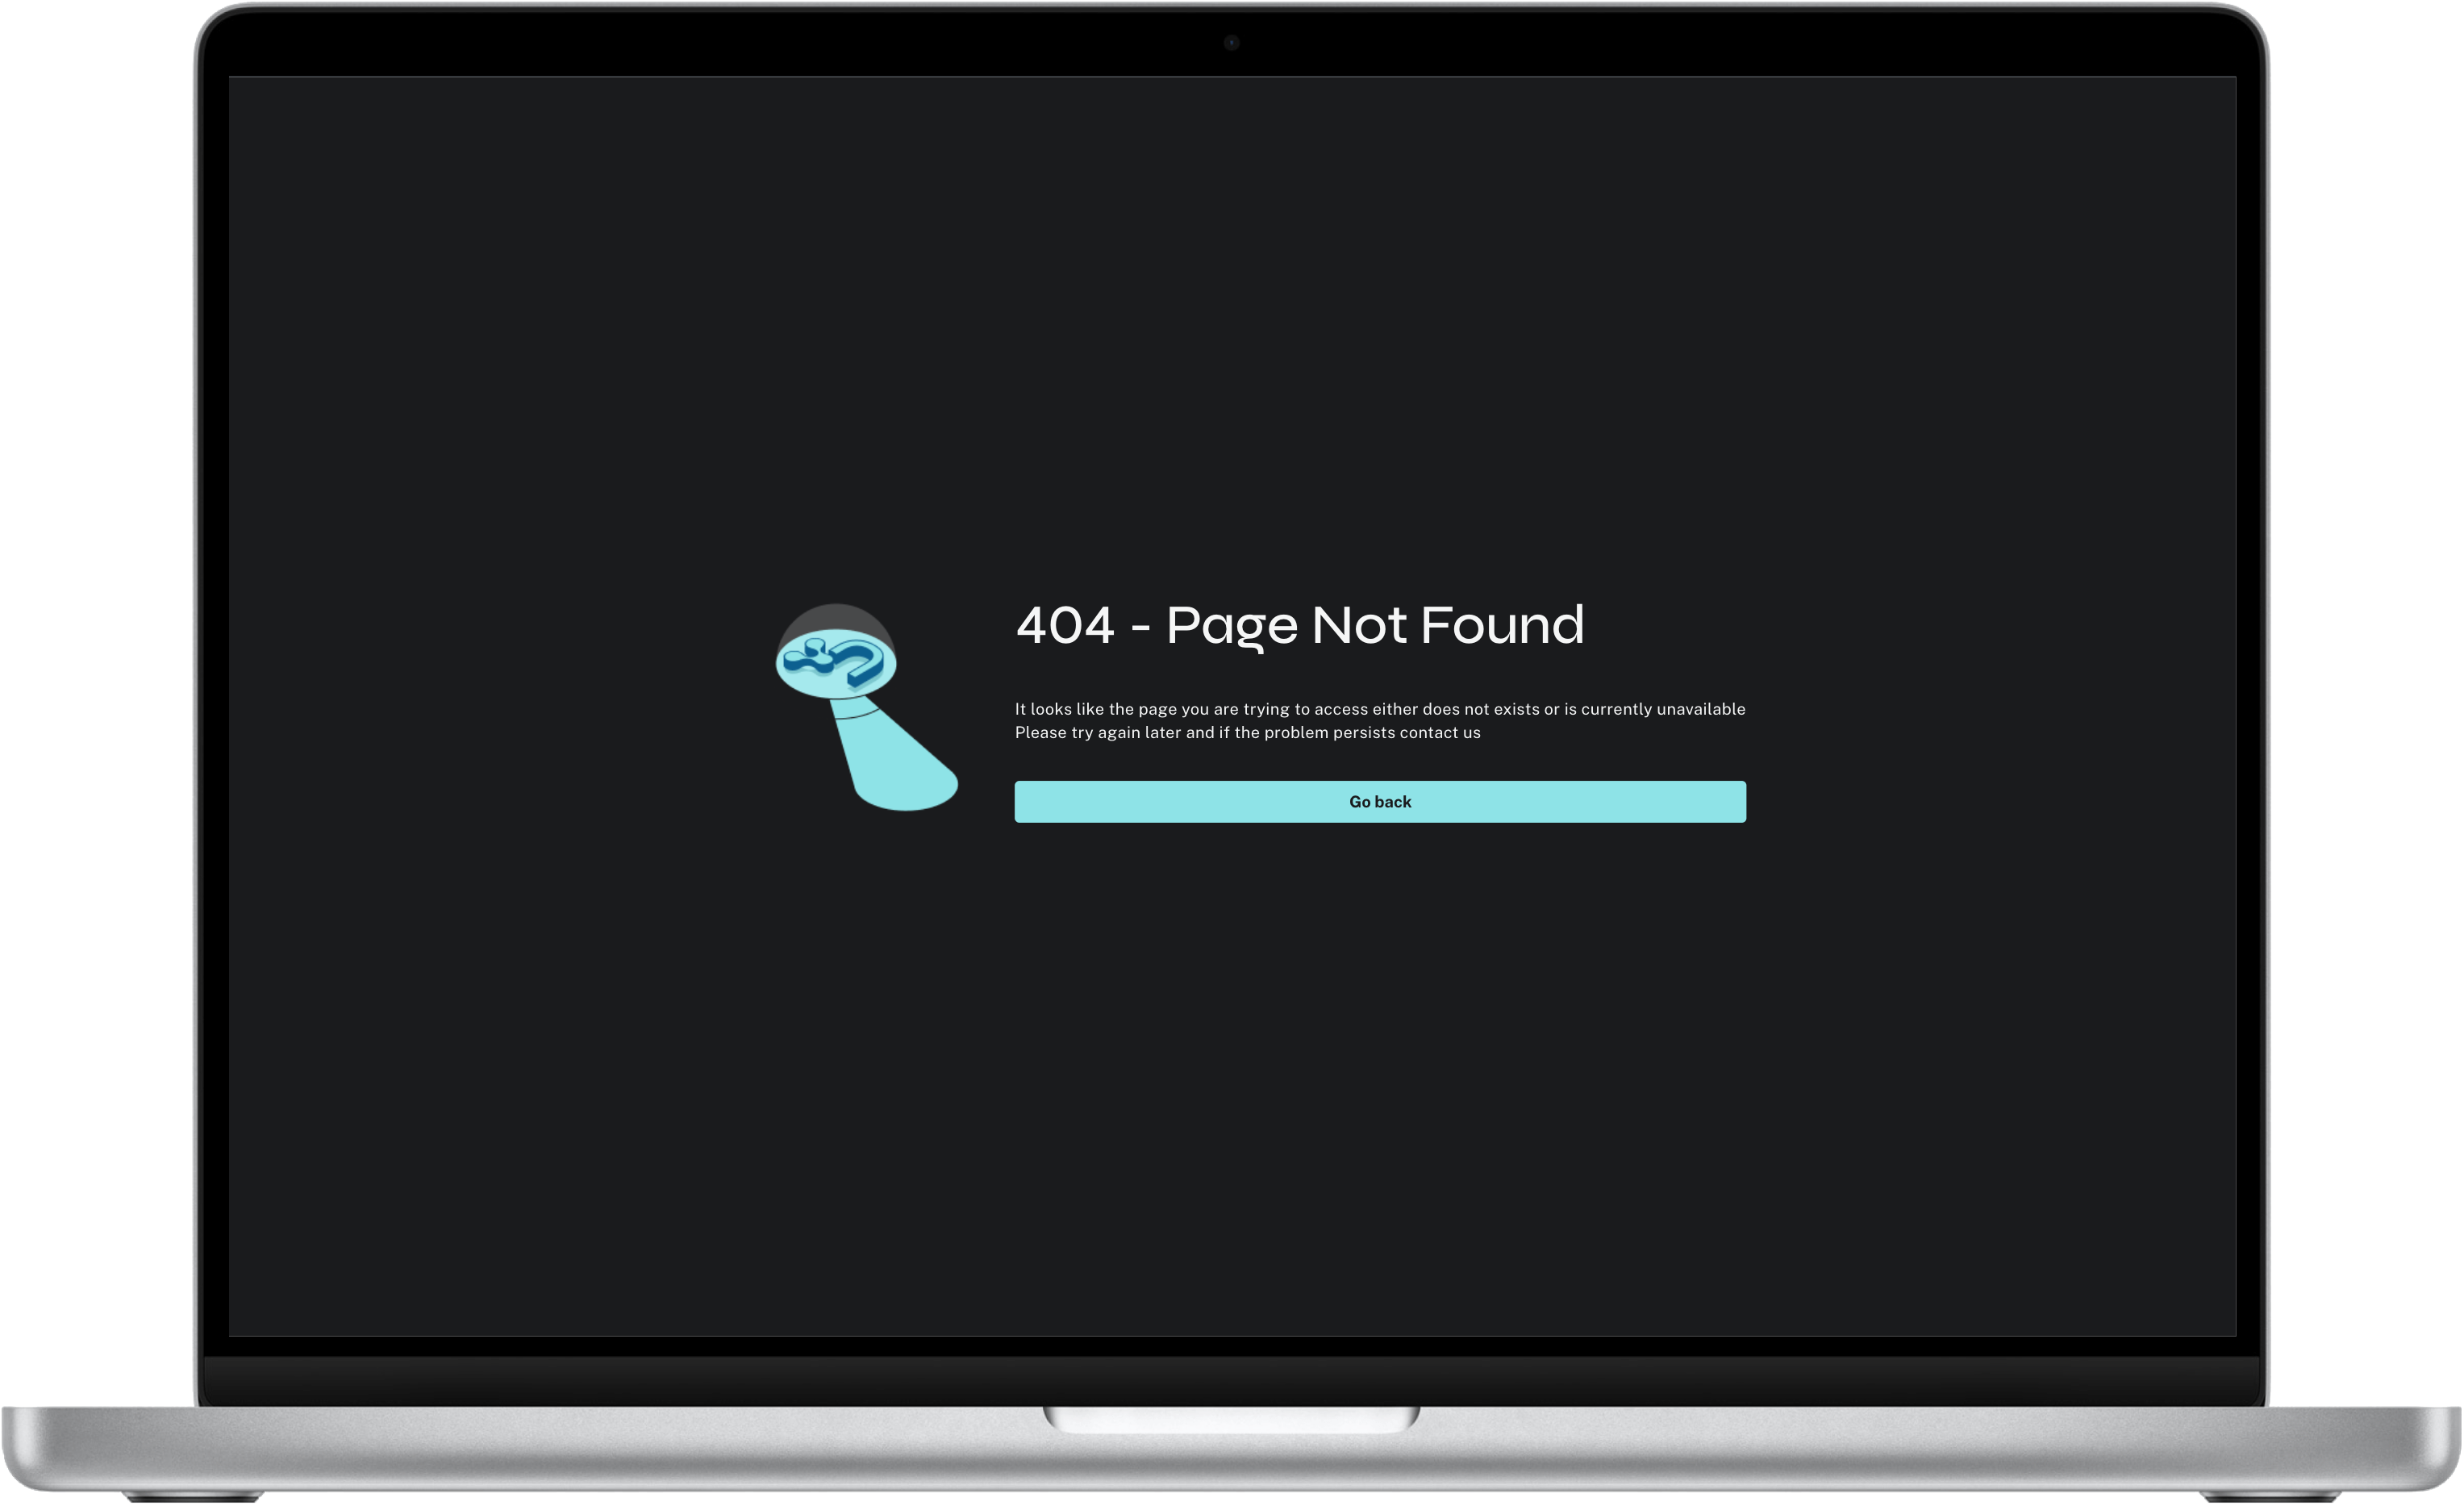 404 - Page Not Found
It looks like the page you are trying to access either does not exists or is currently unavailable
Please try again later and if the problem persists contact us
Go back